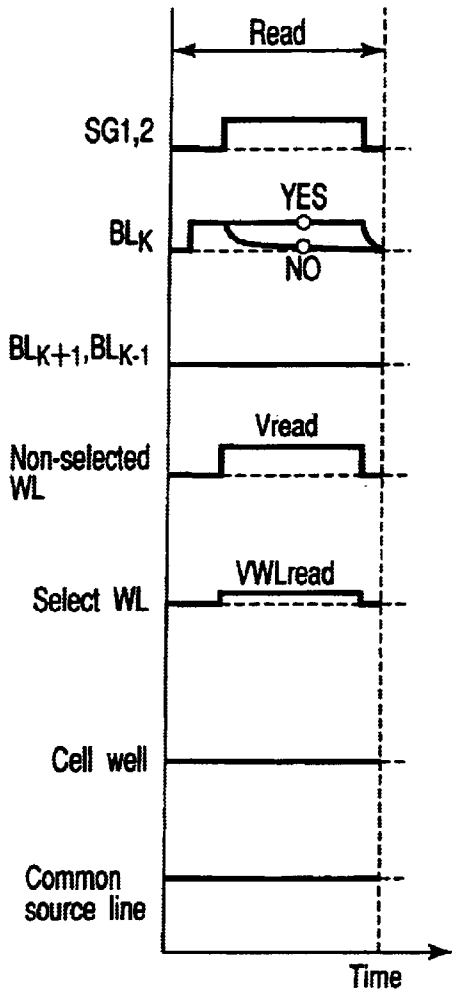 Read
SG1,2
YES
BLK
NO
BLK+1,BLK-1
Vread
Non-selected
WL
VWLread
Select WL
Cell well
Common
source line
Time